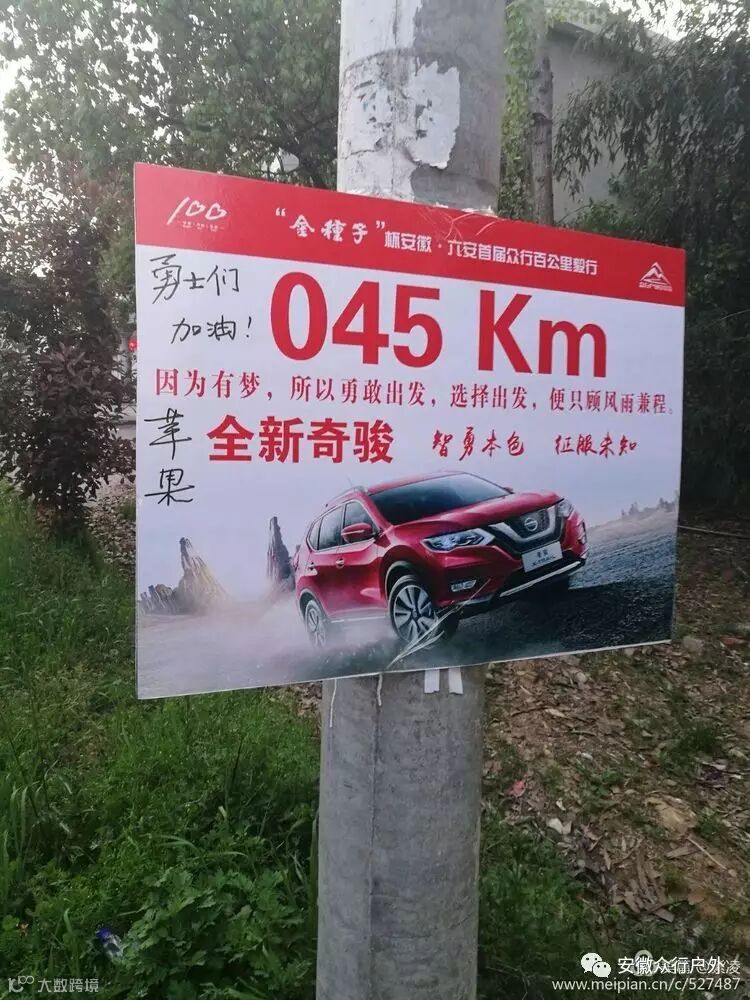 100
“金種子”杯安徽·六安首届众行百公里毅行
勇士们
加油!
045 Km
因为有梦，所以勇敢出发，选择出发，便只顾风雨兼程。
苹果
全新奇骏
智勇本色 征服未知
安徽众行户外
www.meipian.cn/c/527487
大数跨境